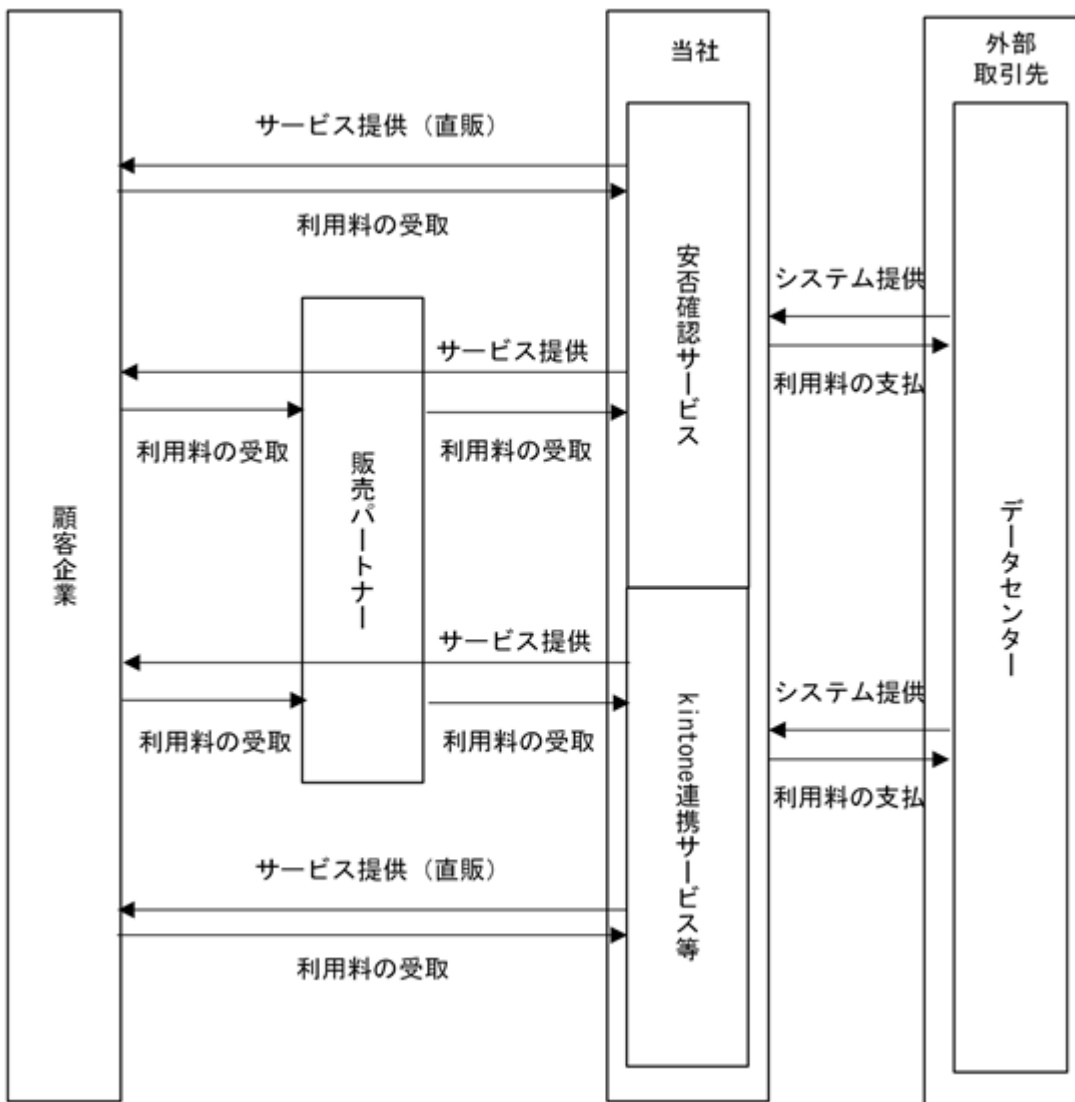 当社
外部
取引先
サービス提供（直販）
利用料の受取
安否確認サービス
システム提供
利用料の支払
サービス提供
利用料の受取
利用料の受取
販売パートナー
顧客企業
データセンター
サービス提供
利用料の受取
利用料の受取
kintone連携サービス等
システム提供
利用料の支払
サービス提供（直販）
利用料の受取